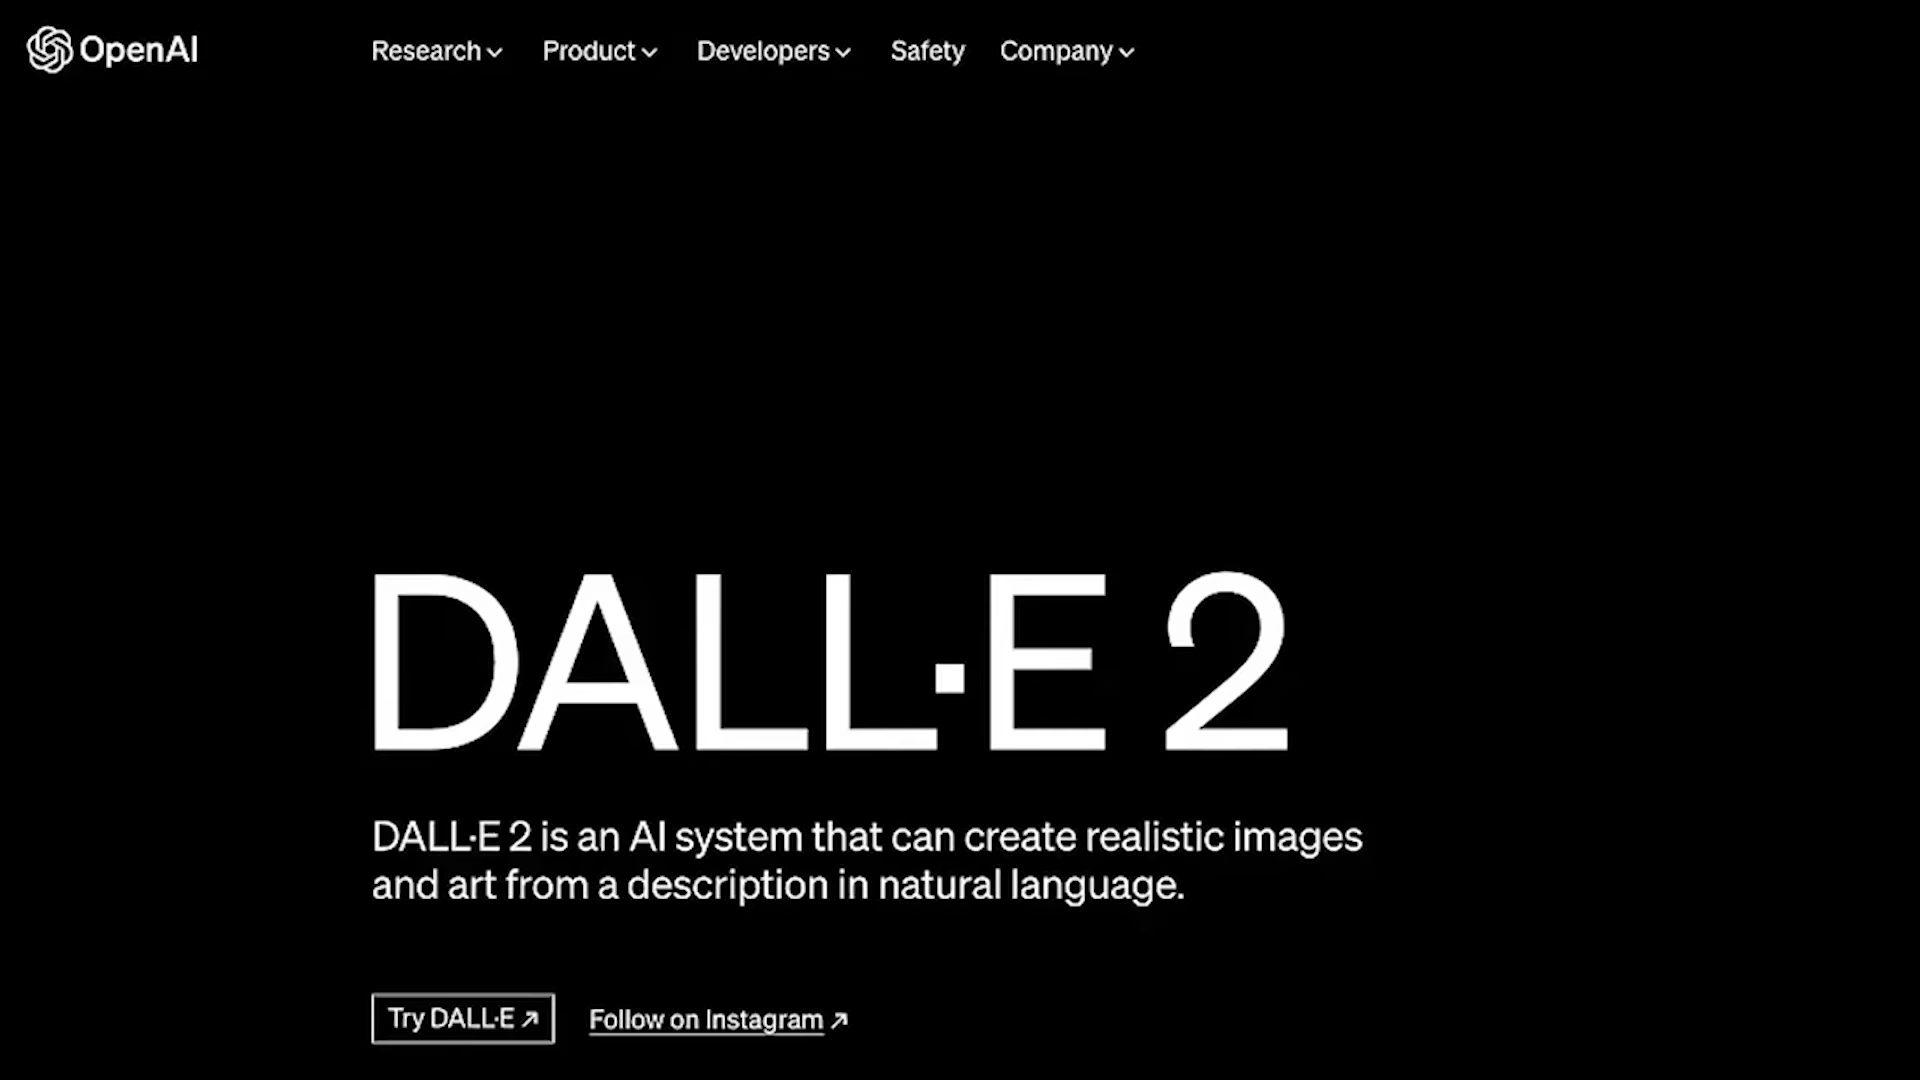 OpenAI Research Product Developers Safety Company
DALL·E 2
DALL·E 2 is an AI system that can create realistic images
and art from a description in natural language.
Try DALL·E ↗ Follow on Instagram ↗